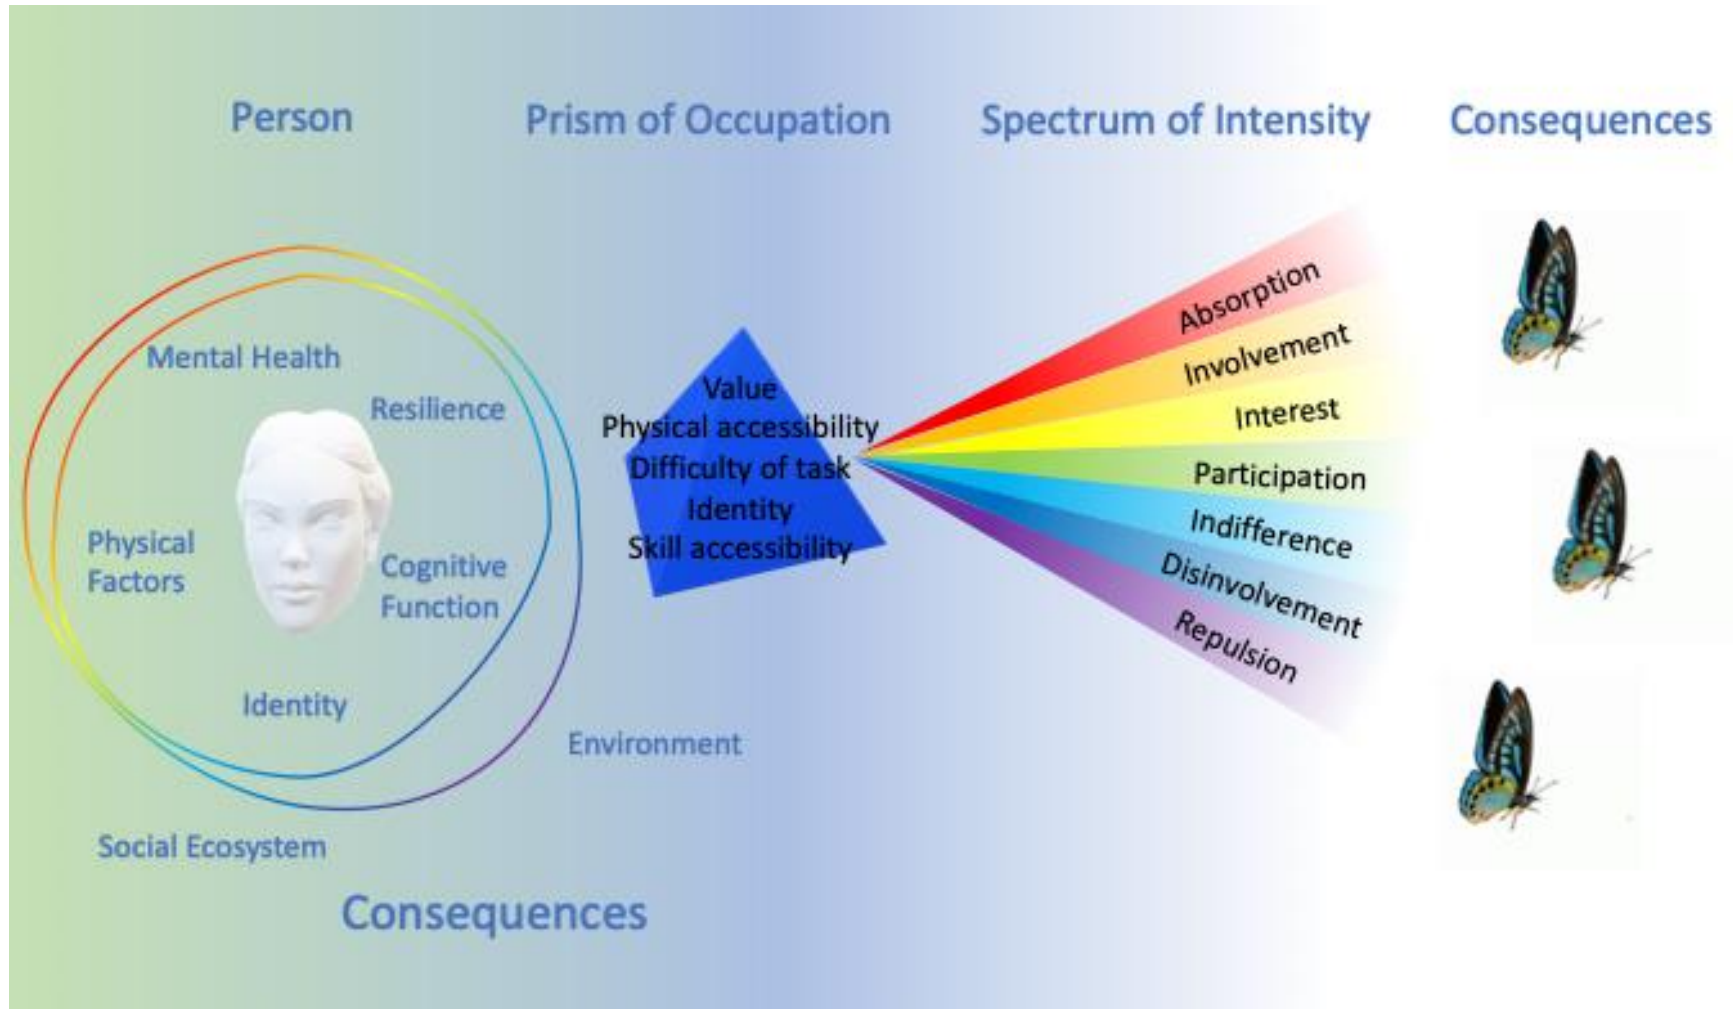 Person
Prism of Occupation
Spectrum of Intensity
Consequences
Mental Health
Resilience
Physical
Factors
Cognitive
Function
Identity
Environment
Social Ecosystem
Consequences
Value
Physical accessibility
Difficulty of task
Identity
Skill accessibility
Absorption
Involvement
Interest
Participation
Indifference
Disinvolvement
Repulsion